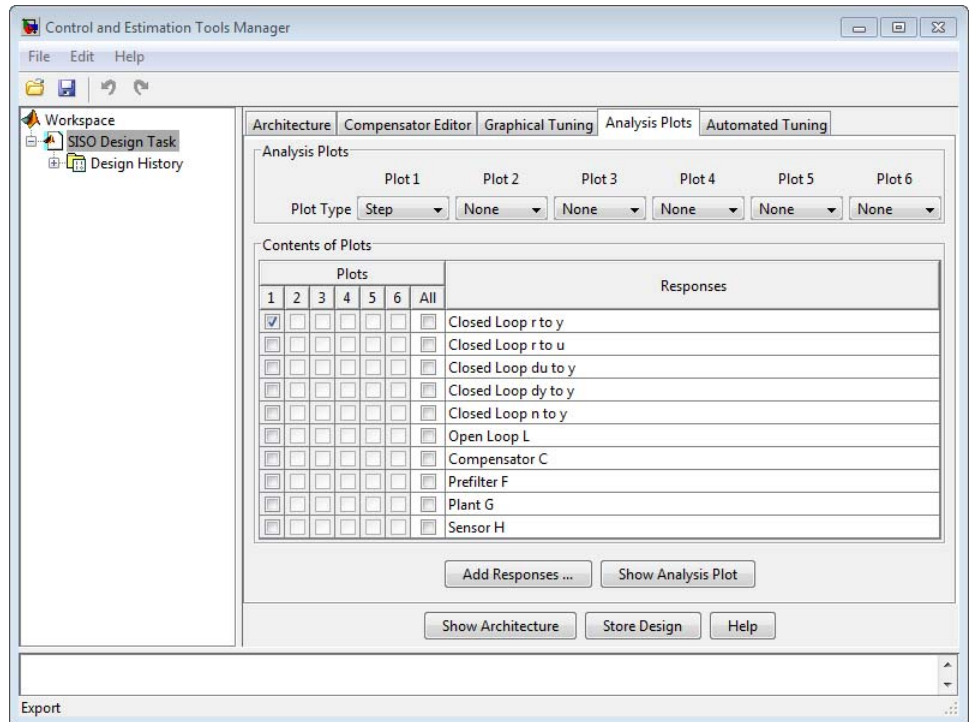 Control and Estimation Tools Manager
File Edit Help
Workspace
SISO Design Task
Design History
Architecture Compensator Editor Graphical Tuning Analysis Plots Automated Tuning
Analysis Plots
Plot 1 Plot 2 Plot 3 Plot 4 Plot 5 Plot 6
Plot Type Step None None None None None
Contents of Plots
Plots
Responses
1 2 3 4 5 6 All
Closed Loop r to y
Closed Loop r to u
Closed Loop du to y
Closed Loop dy to y
Closed Loop n to y
Open Loop L
Compensator C
Prefilter F
Plant G
Sensor H
Add Responses ... Show Analysis Plot
Show Architecture Store Design Help
Export